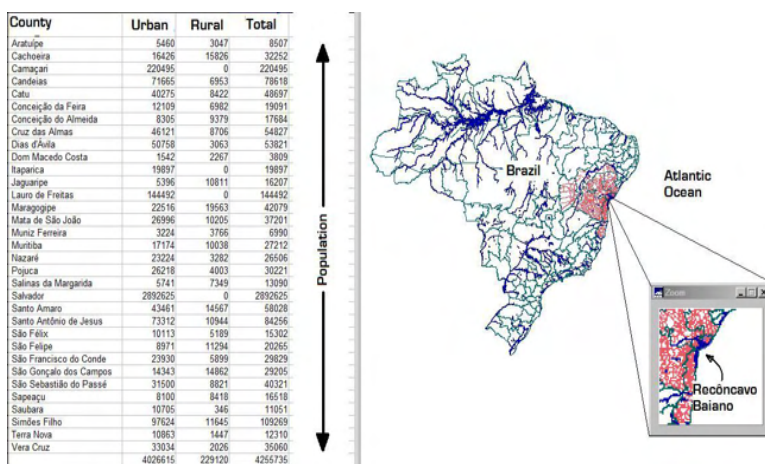 County Urban Rural Total
Aratuípe 5460 3047 8507
Cachoeira 16426 15826 32252
Camaçari 220495 0 220495
Candeias 71665 6953 78618
Catu 40275 8422 48697
Conceição da Feira 12109 6982 19091
Conceição do Almeida 8305 9379 17684
Cruz das Almas 46121 8706 54827
Dias d'Ávila 50758 3063 53821
Dom Macedo Costa 1542 2267 3809
Itaparica 19897 0 19897
Jaguaripe 5396 10811 16207
Lauro de Freitas 144492 0 144492
Maragogipe 22516 19563 42079
Mata de São João 26996 10205 37201
Muniz Ferreira 3224 3766 6990
Muritiba 17174 10038 27212
Nazaré 23224 3282 26506
Pojuca 26218 4003 30221
Salinas da Margarida 5741 7349 13090
Salvador 2892625 0 2892625
Santo Amaro 43461 14567 58028
Santo Antônio de Jesus 73312 10944 84256
São Félix 10113 5189 15302
São Felipe 8971 11294 20265
São Francisco do Conde 23930 5899 29829
São Gonçalo dos Campos 14343 14862 29205
São Sebastião do Passé 31500 8821 40321
Sapeaçu 8100 8418 16518
Saubara 10705 346 11051
Simões Filho 97624 11645 109269
Terra Nova 10863 1447 12310
Vera Cruz 33034 2026 35060
4026615 229120 4255735
Population
Brazil
Atlantic
Ocean
Zoom
Recôncavo
Baiano